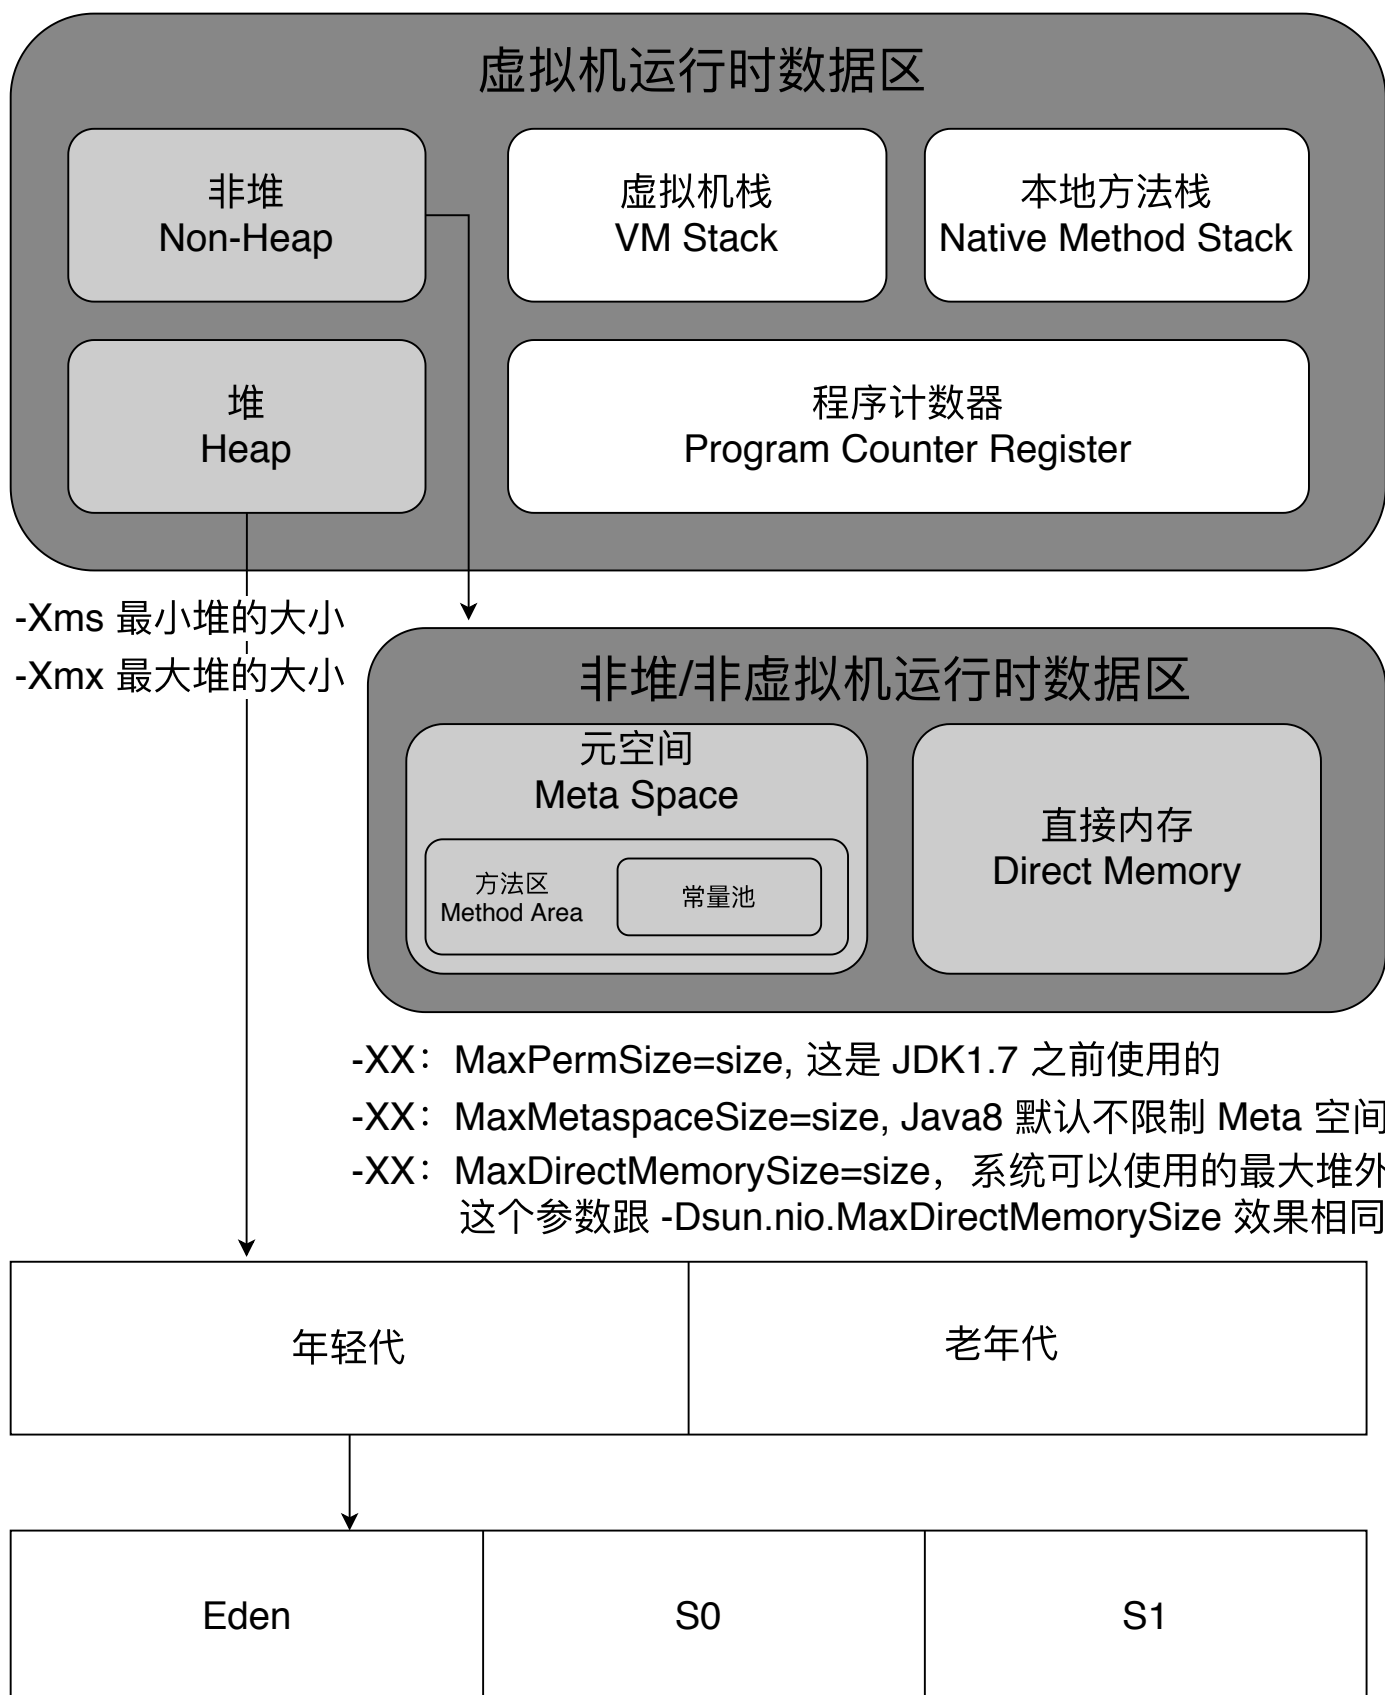 虚拟机运行时数据区
非堆
Non-Heap
虚拟机栈
VM Stack
本地方法栈
Native Method Stack
堆
Heap
程序计数器
Program Counter Register
-Xms 最小堆的大小
-Xmx 最大堆的大小
非堆/非虚拟机运行时数据区
元空间
Meta Space
方法区
Method Area
常量池
直接内存
Direct Memory
-XX：MaxPermSize=size, 这是 JDK1.7 之前使用的
-XX：MaxMetaspaceSize=size, Java8 默认不限制 Meta 空间
-XX：MaxDirectMemorySize=size，系统可以使用的最大堆外
这个参数跟 -Dsun.nio.MaxDirectMemorySize 效果相同
年轻代
老年代
Eden
S0
S1